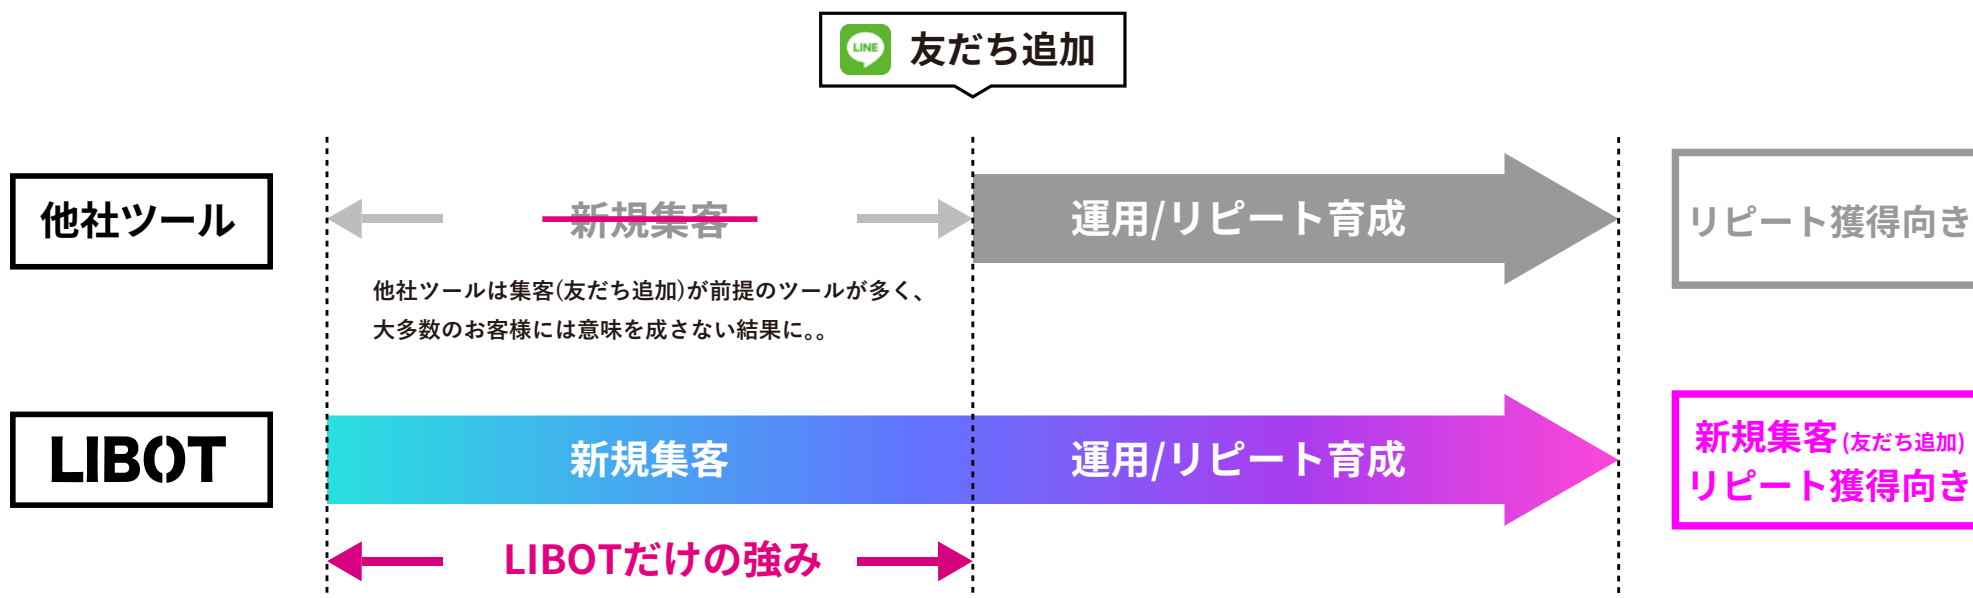 LINE 友だち追加
他社ツール
新規集客
運用/リピート育成
リピート獲得向き
他社ツールは集客(友だち追加)が前提のツールが多く、
大多数のお客様には意味を成さない結果に。。
LIBOT
新規集客
運用/リピート育成
新規集客(友だち追加)
リピート獲得向き
LIBOTだけの強み